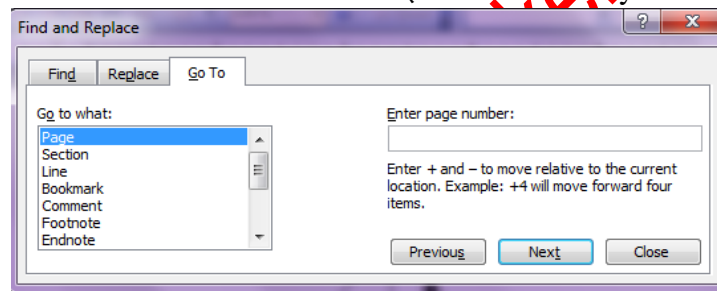 Find and Replace
Find Replace Go To
Go to what:
Page
Section
Line
Bookmark
Comment
Footnote
Endnote
Enter page number:
Enter + and – to move relative to the current
location. Example: +4 will move forward four
items.
Previous Next Close